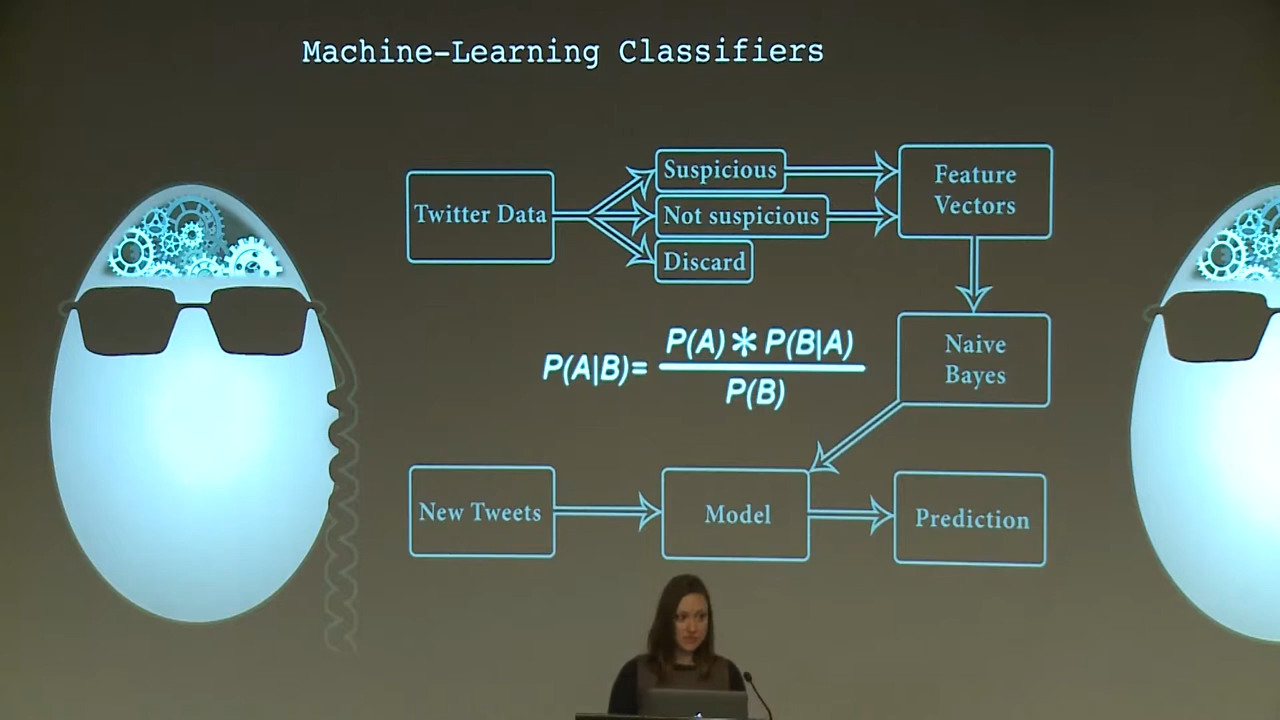 Machine-Learning Classifiers
Twitter Data
Suspicious
Not suspicious
Discard
Feature
Vectors
P(A|B)=
P(A)*P(B|A)
P(B)
Naive
Bayes
New Tweets
Model
Prediction